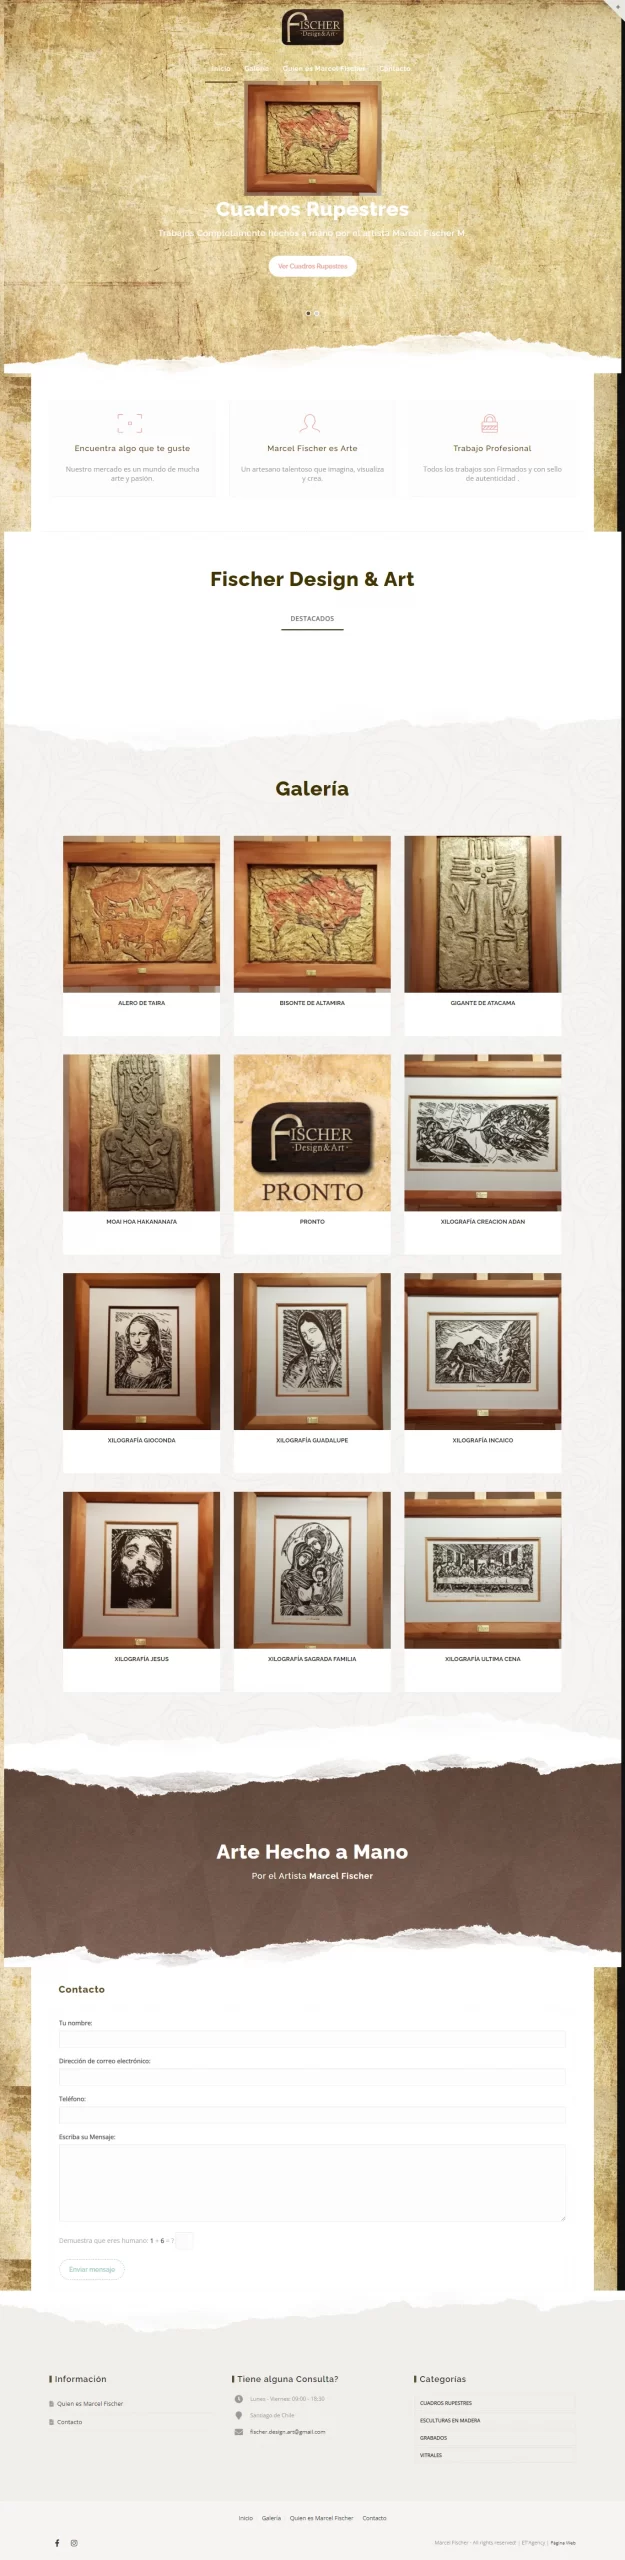 FISCHER
Design & Art
Inicio Galería Quien es Marcel Fischer Contacto
Cuadros Rupestres
Trabajos Completamente hechos a mano por el artista Marcel Fischer M.
Ver Cuadros Rupestres
Encuentra algo que te guste
Nuestro mercado es un mundo de mucha
arte y pasión.
Marcel Fischer es Arte
Un artesano talentoso que imagina, visualiza
y crea.
Trabajo Profesional
Todos los trabajos son Firmados y con sello
de autenticidad .
Fischer Design & Art
DESTACADOS
Galería
ALERO DE TAIRA
BISONTE DE ALTAMIRA
GIGANTE DE ATACAMA
FISCHER
Design & Art
PRONTO
MOAI HOA HAKANANAI'A
PRONTO
XILOGRAFÍA CREACION ADAN
XILOGRAFÍA GIOCONDA
XILOGRAFÍA GUADALUPE
XILOGRAFÍA INCAICO
XILOGRAFÍA JESUS
XILOGRAFÍA SAGRADA FAMILIA
XILOGRAFÍA ULTIMA CENA
Arte Hecho a Mano
Por el Artista Marcel Fischer
Contacto
Tu nombre:
Dirección de correo electrónico:
Teléfono:
Escriba su Mensaje:
Demuestra que eres humano: 1 + 6 = ?
Enviar mensaje
Información
Quien es Marcel Fischer
Contacto
Tiene alguna Consulta?
Lunes - Viernes: 09:00 - 18:30
Santiago de Chile
fischer.design.art@gmail.com
Categorías
CUADROS RUPESTRES
ESCULTURAS EN MADERA
GRABADOS
VITRALES
Inicio Galería Quien es Marcel Fischer Contacto
Marcel Fischer - All rights reserved! | ETAgency | Página Web